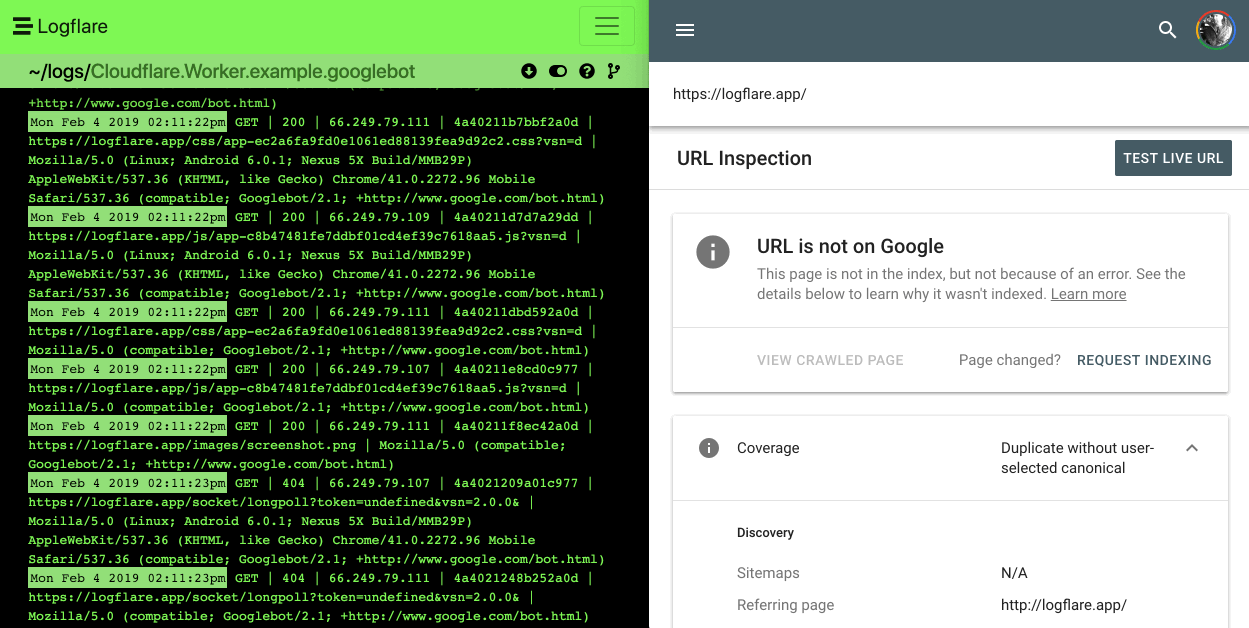 Logflare
~/logs/Cloudflare.Worker.example.googlebot
+http://www.google.com/bot.html)
Mon Feb 4 2019 02:11:22pm GET | 200 | 66.249.79.111 | 4a40211b7bbf2a0d |
https://logflare.app/css/app-ec2a6fa9fd0e1061ed88139fea9d92c2.css?vsn=d |
Mozilla/5.0 (Linux; Android 6.0.1; Nexus 5X Build/MMB29P)
AppleWebKit/537.36 (KHTML, like Gecko) Chrome/41.0.2272.96 Mobile
Safari/537.36 (compatible; Googlebot/2.1; +http://www.google.com/bot.html)
Mon Feb 4 2019 02:11:22pm GET | 200 | 66.249.79.109 | 4a40211d7d7a29dd |
https://logflare.app/js/app-c8b47481fe7ddbf01cd4ef39c7618aa5.js?vsn=d |
Mozilla/5.0 (Linux; Android 6.0.1; Nexus 5X Build/MMB29P)
AppleWebKit/537.36 (KHTML, like Gecko) Chrome/41.0.2272.96 Mobile
Safari/537.36 (compatible; Googlebot/2.1; +http://www.google.com/bot.html)
Mon Feb 4 2019 02:11:22pm GET | 200 | 66.249.79.111 | 4a40211dbd592a0d |
https://logflare.app/css/app-ec2a6fa9fd0e1061ed88139fea9d92c2.css?vsn=d |
Mozilla/5.0 (compatible; Googlebot/2.1; +http://www.google.com/bot.html)
Mon Feb 4 2019 02:11:22pm GET | 200 | 66.249.79.107 | 4a40211e8cd0c977 |
https://logflare.app/js/app-c8b47481fe7ddbf01cd4ef39c7618aa5.js?vsn=d |
Mozilla/5.0 (compatible; Googlebot/2.1; +http://www.google.com/bot.html)
Mon Feb 4 2019 02:11:22pm GET | 200 | 66.249.79.111 | 4a40211f8ec42a0d |
https://logflare.app/images/screenshot.png | Mozilla/5.0 (compatible;
Googlebot/2.1; +http://www.google.com/bot.html)
Mon Feb 4 2019 02:11:23pm GET | 404 | 66.249.79.107 | 4a4021209a01c977 |
https://logflare.app/socket/longpoll?token=undefined&vsn=2.0.0& |
Mozilla/5.0 (Linux; Android 6.0.1; Nexus 5X Build/MMB29P)
AppleWebKit/537.36 (KHTML, like Gecko) Chrome/41.0.2272.96 Mobile
Safari/537.36 (compatible; Googlebot/2.1; +http://www.google.com/bot.html)
Mon Feb 4 2019 02:11:23pm GET | 404 | 66.249.79.111 | 4a4021248b252a0d |
https://logflare.app/socket/longpoll?token=undefined&vsn=2.0.0& |
Mozilla/5.0 (compatible; Googlebot/2.1; +http://www.google.com/bot.html)
https://logflare.app/
URL Inspection
TEST LIVE URL
URL is not on Google
This page is not in the index, but not because of an error. See the
details below to learn why it wasn't indexed. Learn more
VIEW CRAWLED PAGE
Page changed? REQUEST INDEXING
Coverage
Duplicate without user-
selected canonical
Discovery
Sitemaps
N/A
Referring page
http://logflare.app/